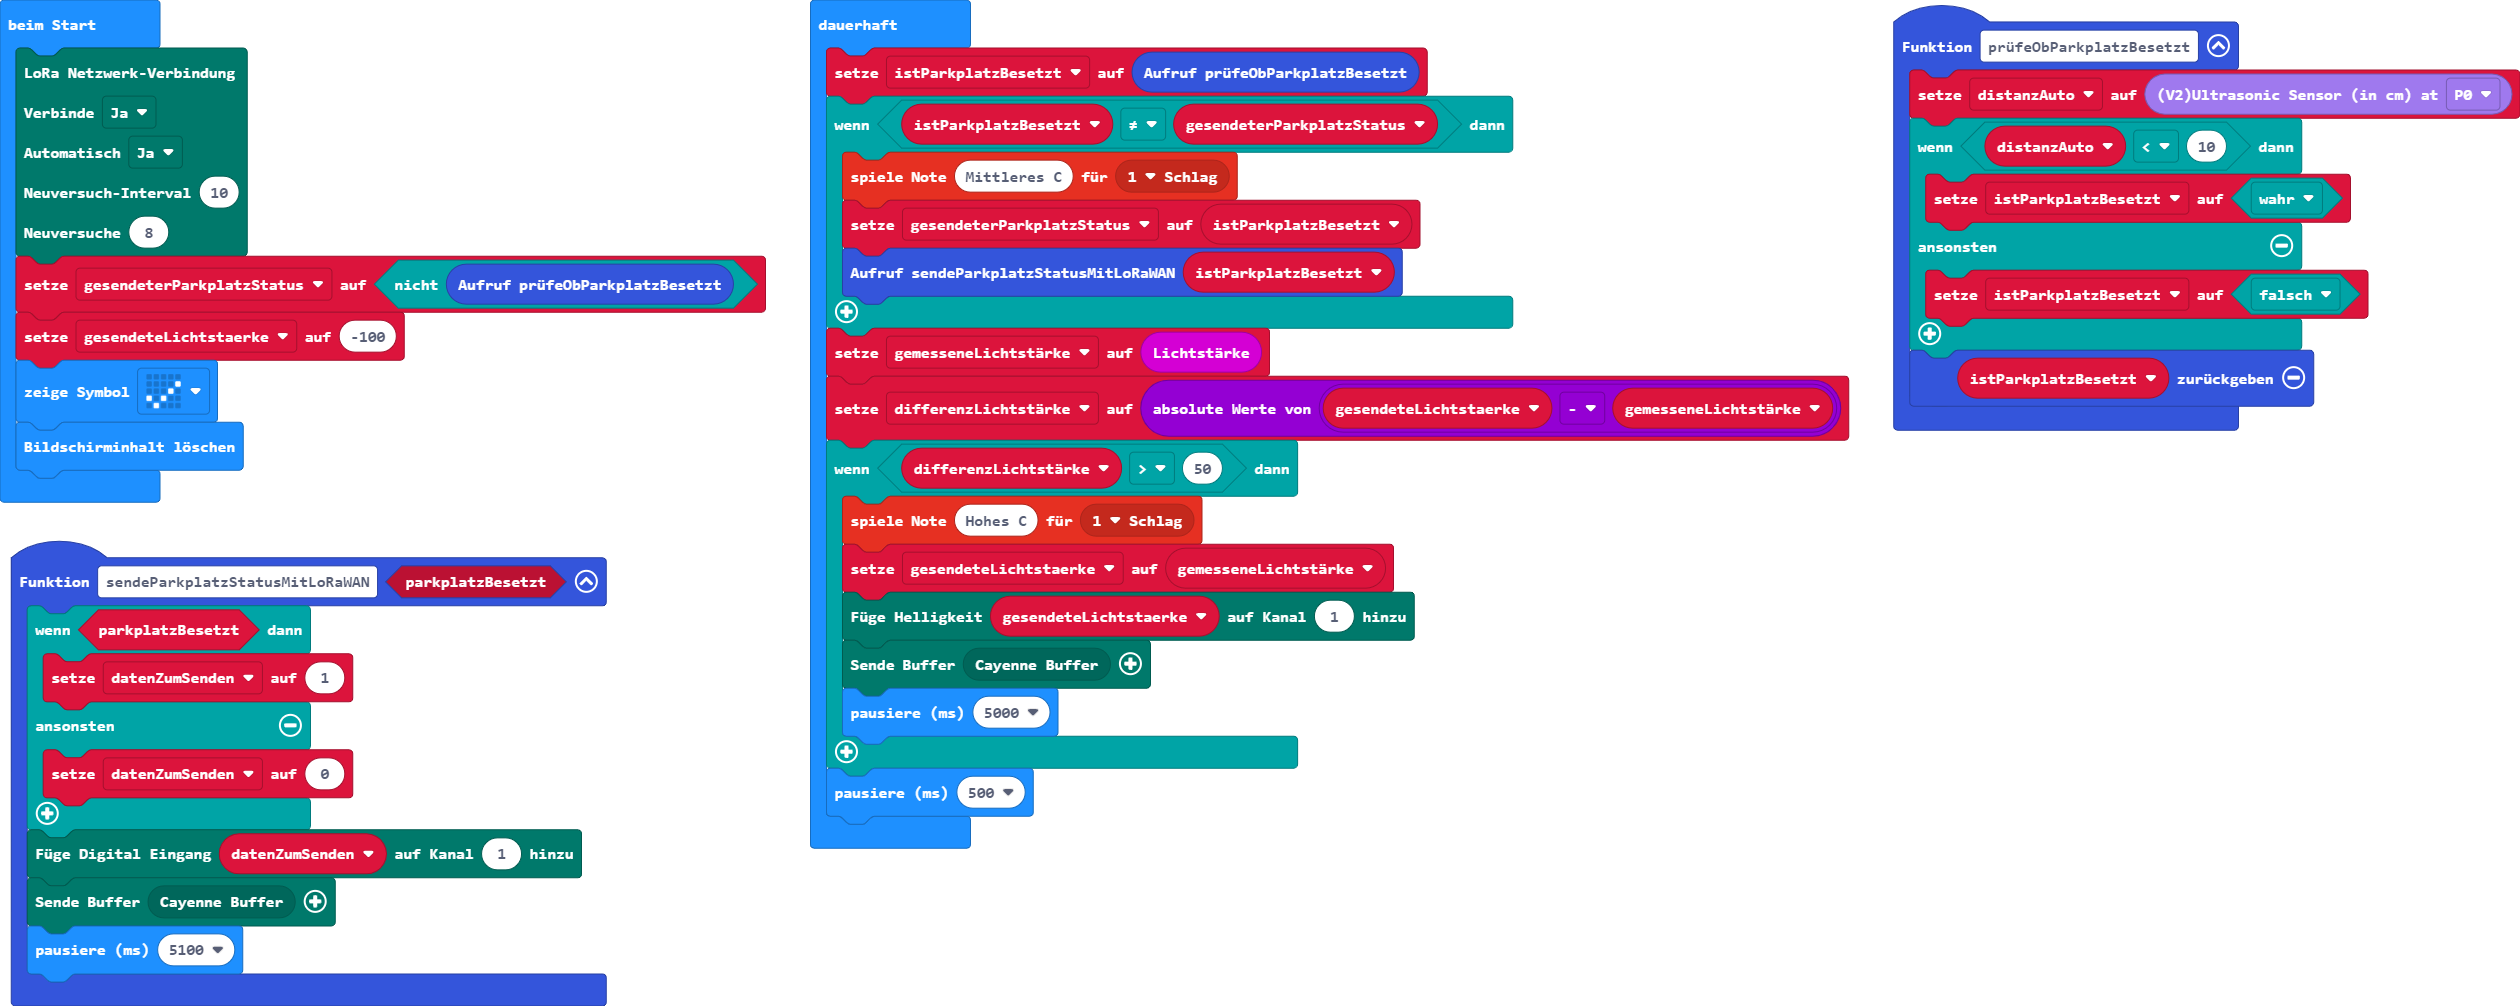 beim Start
LoRa Netzwerk-Verbindung
Verbinde Ja
Automatisch Ja
Neuversuch-Interval 10
Neuversuche 8
setze gesendeterParkplatzStatus auf nicht Aufruf prüfeObParkplatzBesetzt
setze gesendeteLichtstaerke auf -100
zeige Symbol
Bildschirminhalt löschen
Funktion sendeParkplatzStatusMitLoRaWAN parkplatzBesetzt
wenn parkplatzBesetzt dann
setze datenZumSenden auf 1
ansonsten
setze datenZumSenden auf 0
Füge Digital Eingang datenZumSenden auf Kanal 1 hinzu
Sende Buffer Cayenne Buffer
pausiere (ms) 5100
dauerhaft
setze istParkplatzBesetzt auf Aufruf prüfeObParkplatzBesetzt
wenn istParkplatzBesetzt ≠ gesendeterParkplatzStatus dann
spiele Note Mittleres C für 1 Schlag
setze gesendeterParkplatzStatus auf istParkplatzBesetzt
Aufruf sendeParkplatzStatusMitLoRaWAN istParkplatzBesetzt
setze gemesseneLichtstärke auf Lichtstärke
setze differenzLichtstärke auf absolute Werte von gesendeteLichtstaerke - gemesseneLichtstärke
wenn differenzLichtstärke > 50 dann
spiele Note Hohes C für 1 Schlag
setze gesendeteLichtstaerke auf gemesseneLichtstärke
Füge Helligkeit gesendeteLichtstaerke auf Kanal 1 hinzu
Sende Buffer Cayenne Buffer
pausiere (ms) 5000
pausiere (ms) 500
Funktion prüfeObParkplatzBesetzt
setze distanzAuto auf (V2)Ultrasonic Sensor (in cm) at P0
wenn distanzAuto < 10 dann
setze istParkplatzBesetzt auf wahr
ansonsten
setze istParkplatzBesetzt auf falsch
istParkplatzBesetzt zurückgeben